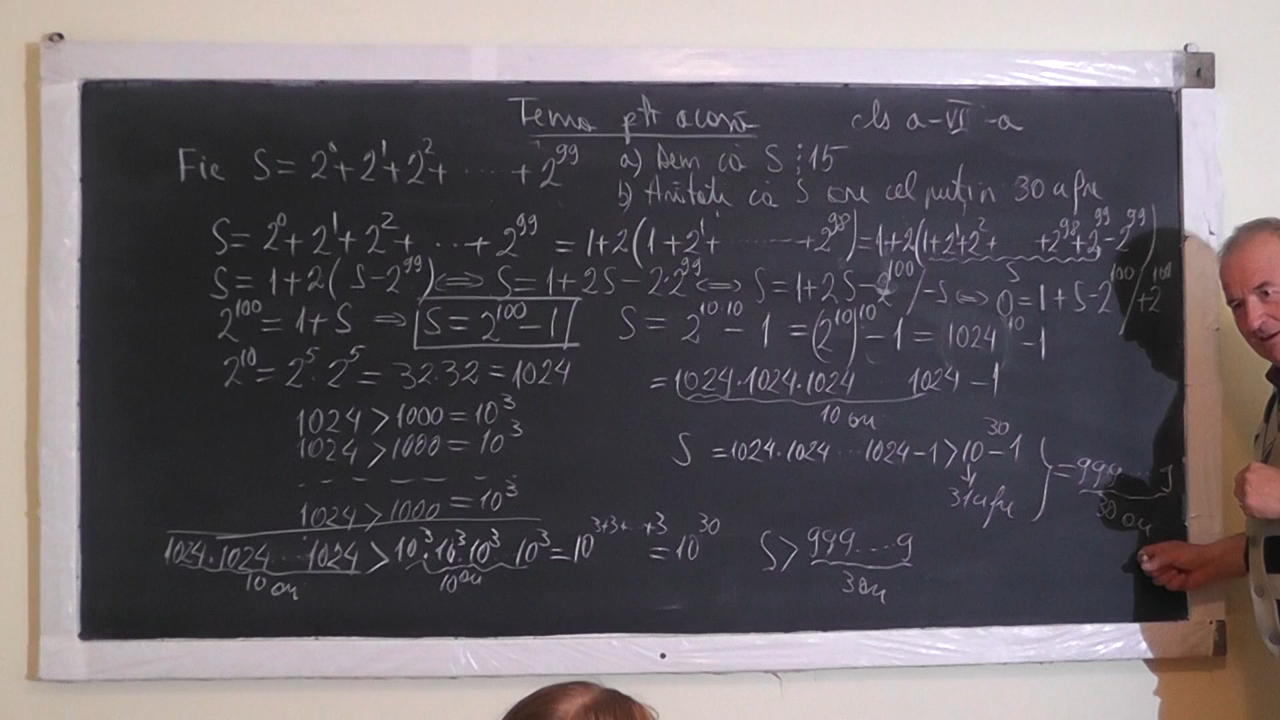 Temă ptr acasă cls a-VI-a
Fie S = 2⁰ + 2¹ + 2² + ...... + 2⁹⁹ a) Dem că S ⋮ 15
b) Arătați că S are cel puțin 30 cifre
S = 2⁰ + 2¹ + 2² + ... + 2⁹⁹ = 1+2(1+2¹+ ...... +2⁹⁸) = 1+2(1+2¹+2²+ ... +2⁹⁸+2⁹⁹-2⁹⁹)
S
S = 1+2(S-2⁹⁹) ⇔ S = 1+2S-2·2⁹⁹ ⇔ S = 1+2S-2¹⁰⁰ /-S ⇔ 0 = 1+S-2¹⁰⁰ /+2¹⁰⁰
2¹⁰⁰ = 1+S ⇒ S = 2¹⁰⁰-1 S = 2¹⁰·¹⁰ - 1 = (2¹⁰)¹⁰ - 1 = 1024¹⁰ - 1
2¹⁰ = 2⁵·2⁵ = 32·32 = 1024 = 1024·1024·1024 ... 1024 - 1
10 ori
1024 > 1000 = 10³
1024 > 1000 = 10³ S = 1024·1024 ... 1024-1 > 10³⁰-1 } = 999...9
- - - - - - - 31 cifre 30 ori
1024 > 1000 = 10³
1024·1024 ... 1024 > 10³·10³·10³ ... 10³ = 10³⁺³⁺···⁺³ = 10³⁰ S > 999...9
10 ori 10 ori 30ri